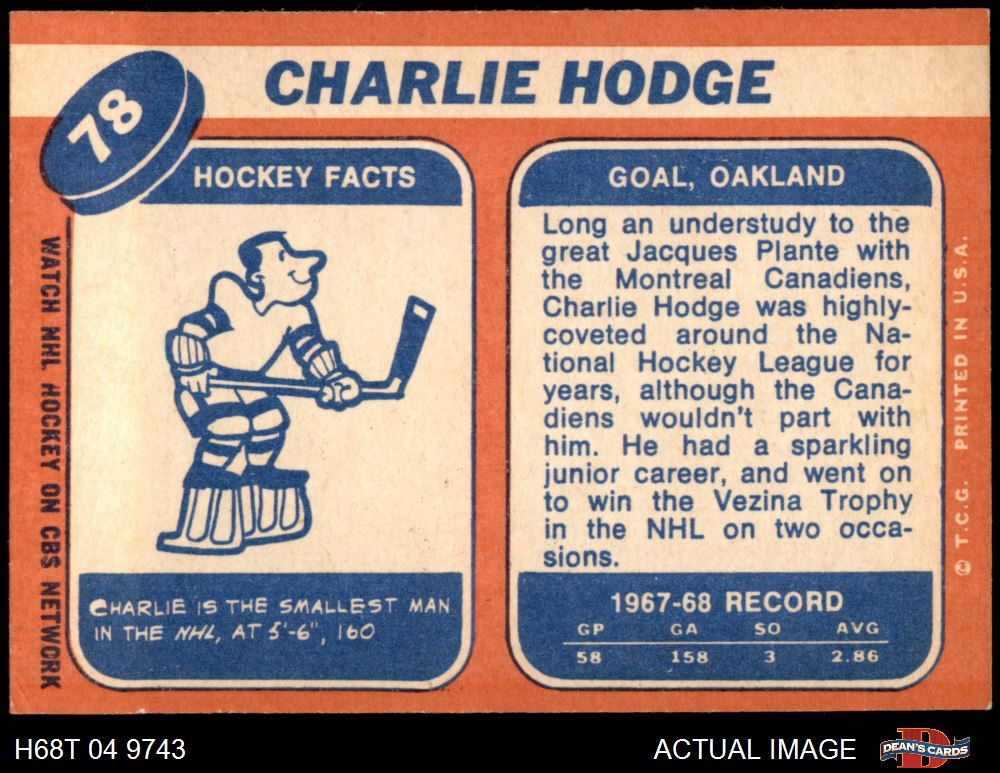 CHARLIE HODGE
78
HOCKEY FACTS
CHARLIE IS THE SMALLEST MAN
IN THE NHL, AT 5'-6", 160
GOAL, OAKLAND
Long an understudy to the
great Jacques Plante with
the Montreal Canadiens,
Charlie Hodge was highly-
coveted around the Na-
tional Hockey League for
years, although the Cana-
diens wouldn't part with
him. He had a sparkling
junior career, and went on
to win the Vezina Trophy
in the NHL on two occa-
sions.
1967-68 RECORD
GP GA SO AVG
58 158 3 2.86
WATCH NHL HOCKEY ON CBS NETWORK
© T.C.G. PRINTED IN U.S.A.
H68T 04 9743
ACTUAL IMAGE
DEAN'S CARDS